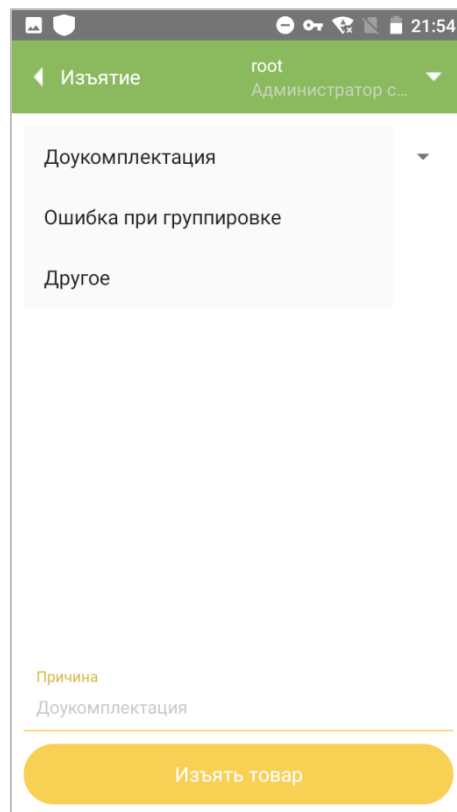 21:54
Изъятие
root
Администратор с...
Доукомплектация
Ошибка при группировке
Другое
Причина
Доукомплектация
Изъять товар